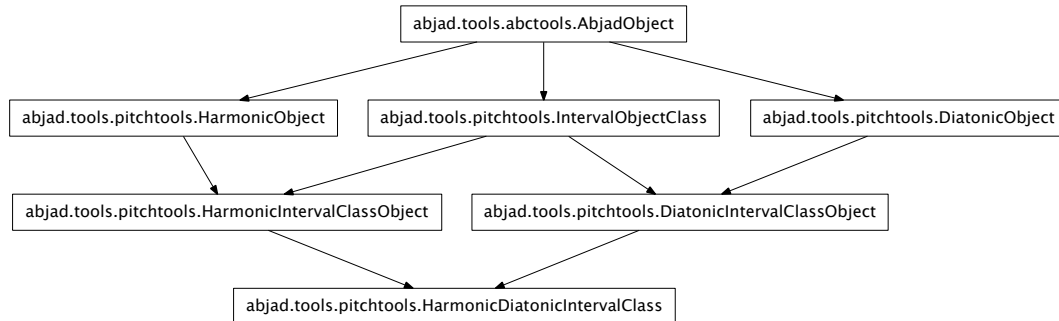 abjad.tools.abctools.AbjadObject
abjad.tools.pitchtools.HarmonicObject
abjad.tools.pitchtools.IntervalObjectClass
abjad.tools.pitchtools.DiatonicObject
abjad.tools.pitchtools.HarmonicIntervalClassObject
abjad.tools.pitchtools.DiatonicIntervalClassObject
abjad.tools.pitchtools.HarmonicDiatonicIntervalClass